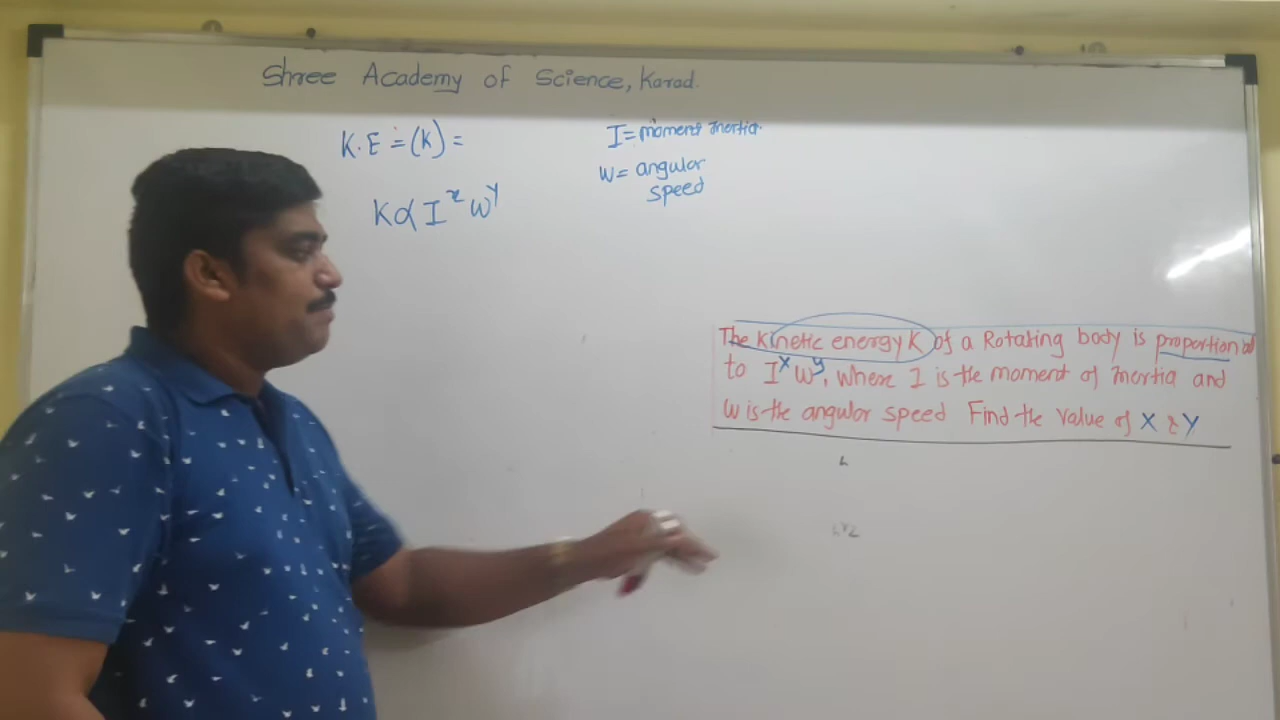 Shree Academy of Science, Karad.
K.E = (K) =
I = moment inertia.
W = angular
speed
K ∝ I^x W^y
The Kinetic energy K of a Rotating body is proportional
to I^x W^y, where I is the moment of inertia and
W is the angular speed Find the value of X & Y